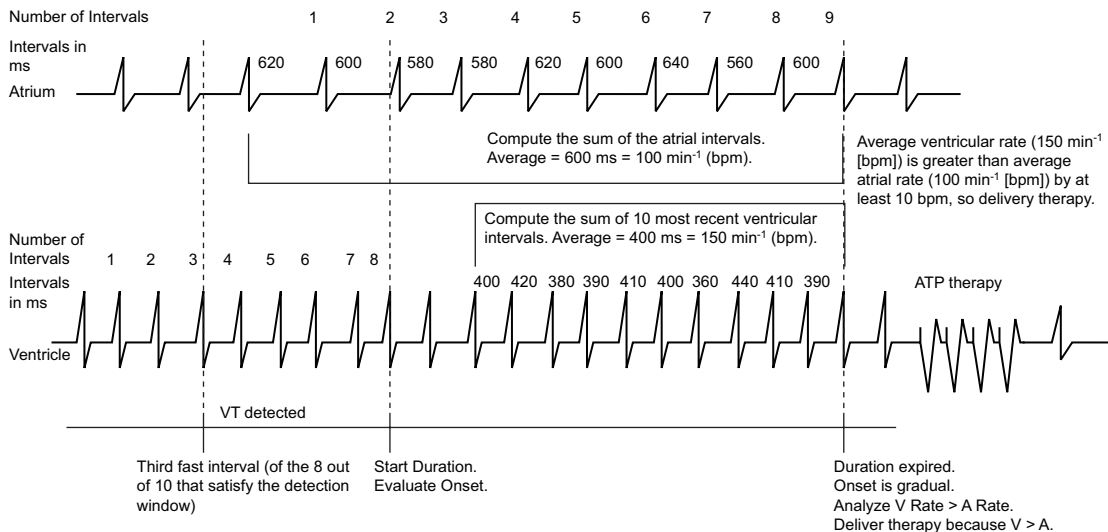 Number of Intervals 1 2 3 4 5 6 7 8 9
Intervals in
ms
620 600 580 580 620 600 640 560 600
Atrium
Compute the sum of the atrial intervals.
Average = 600 ms = 100 min⁻¹ (bpm).
Average ventricular rate (150 min⁻¹
[bpm]) is greater than average
atrial rate (100 min⁻¹ [bpm]) by at
least 10 bpm, so delivery therapy.
Compute the sum of 10 most recent ventricular
intervals. Average = 400 ms = 150 min⁻¹ (bpm).
Number of
Intervals
1 2 3 4 5 6 7 8
Intervals
in ms
400 420 380 390 410 400 360 440 410 390
ATP therapy
Ventricle
VT detected
Third fast interval (of the 8 out
of 10 that satisfy the detection
window)
Start Duration.
Evaluate Onset.
Duration expired.
Onset is gradual.
Analyze V Rate > A Rate.
Deliver therapy because V > A.